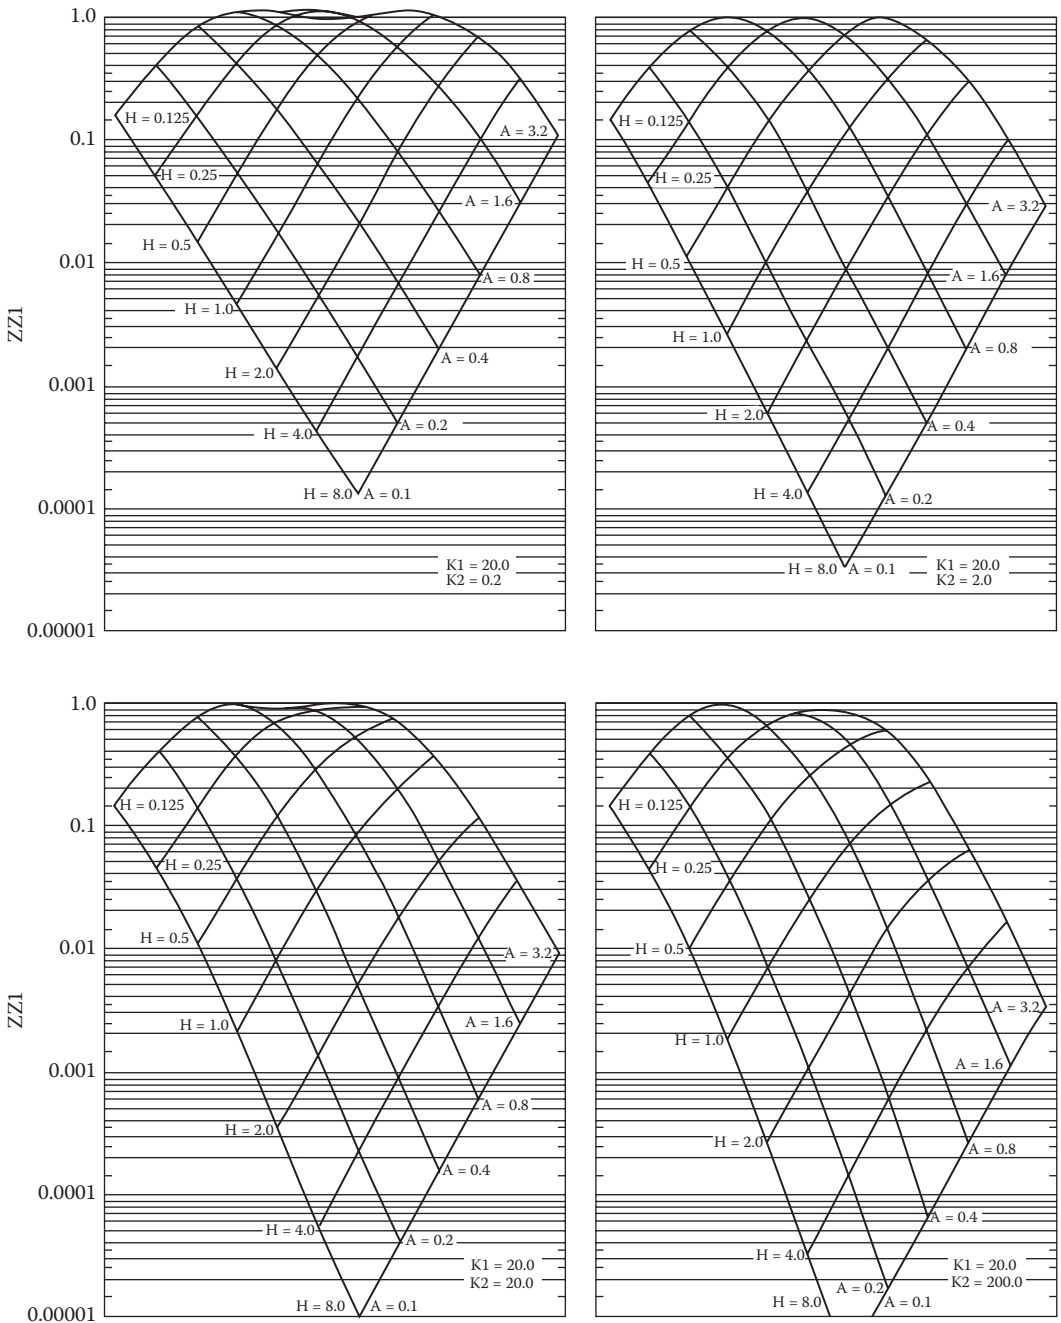 1.0
H = 0.125
A = 3.2
0.1
H = 0.25
A = 1.6
H = 0.5
0.01
A = 0.8
H = 1.0
ZZ1
A = 0.4
H = 2.0
0.001
A = 0.2
H = 4.0
H = 8.0 A = 0.1
0.0001
K1 = 20.0
K2 = 0.2
0.00001
H = 0.125
H = 0.25
A = 3.2
H = 0.5
A = 1.6
H = 1.0
A = 0.8
H = 2.0
A = 0.4
H = 4.0
A = 0.2
H = 8.0 A = 0.1
K1 = 20.0
K2 = 2.0
1.0
H = 0.125
0.1
H = 0.25
H = 0.5
0.01
A = 3.2
ZZ1
H = 1.0
A = 1.6
0.001
A = 0.8
H = 2.0
A = 0.4
0.0001
H = 4.0
A = 0.2
K1 = 20.0
K2 = 20.0
H = 8.0 A = 0.1
0.00001
H = 0.125
H = 0.25
H = 0.5
A = 3.2
H = 1.0
A = 1.6
H = 2.0
A = 0.8
A = 0.4
H = 4.0
K1 = 20.0
K2 = 200.0
A = 0.2
H = 8.0 A = 0.1